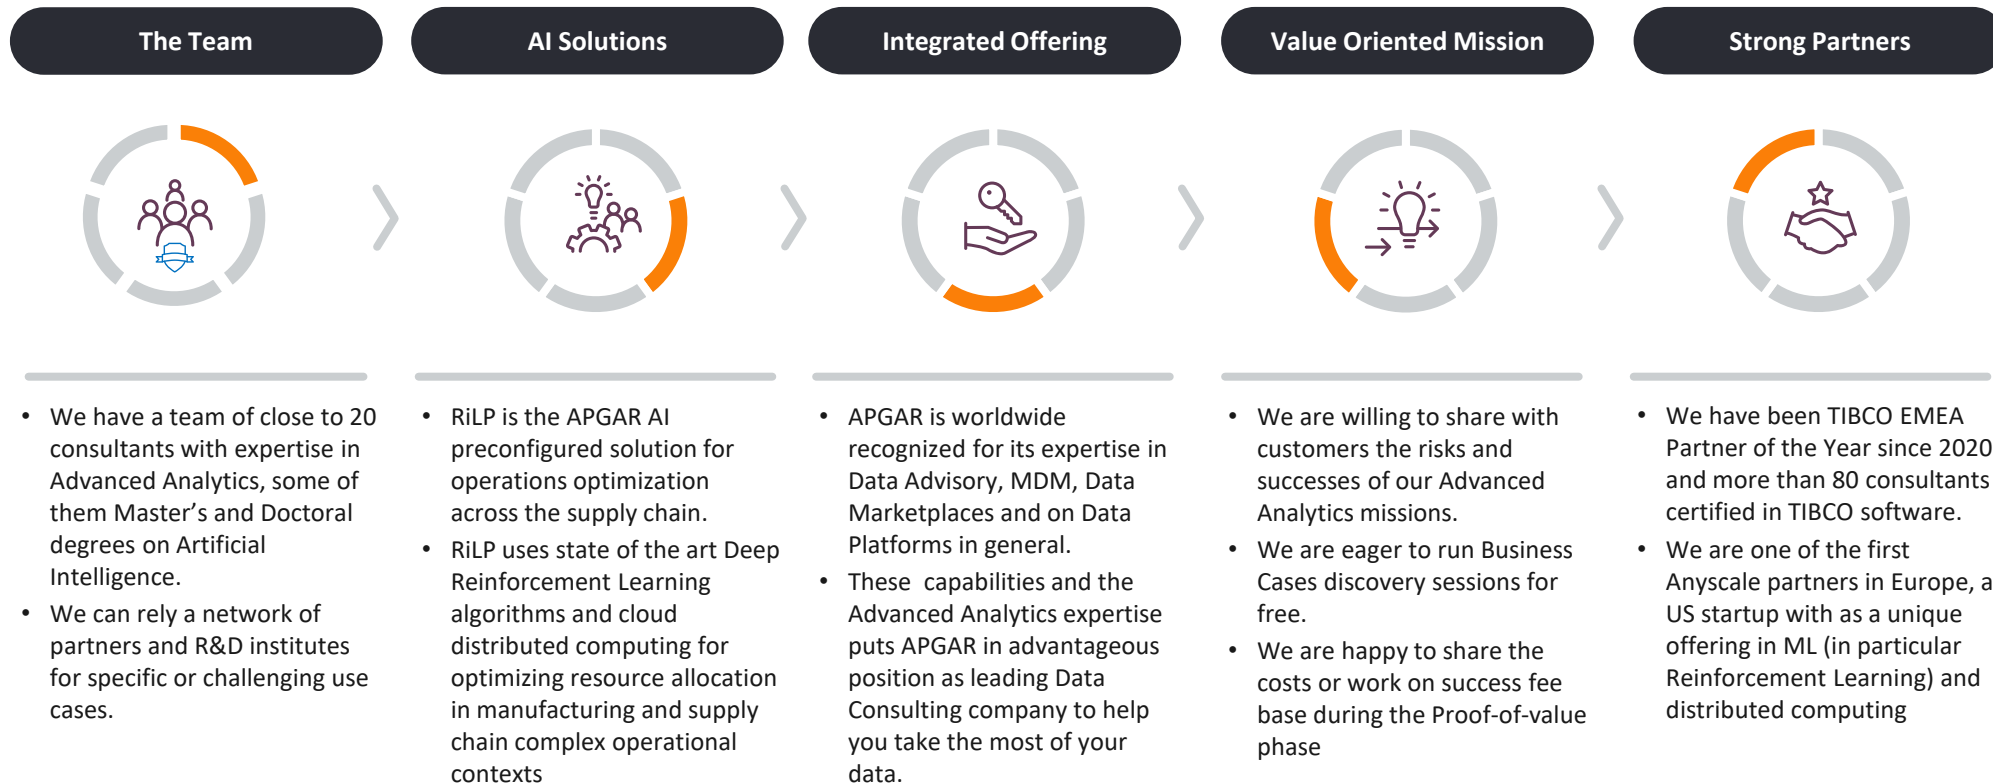 The Team
AI Solutions
Integrated Offering
Value Oriented Mission
Strong Partners
• We have a team of close to 20
consultants with expertise in
Advanced Analytics, some of
them Master’s and Doctoral
degrees on Artificial
Intelligence.
• We can rely a network of
partners and R&D institutes
for specific or challenging use
cases.
• RiLP is the APGAR AI
preconfigured solution for
operations optimization
across the supply chain.
• RiLP uses state of the art Deep
Reinforcement Learning
algorithms and cloud
distributed computing for
optimizing resource allocation
in manufacturing and supply
chain complex operational
contexts
• APGAR is worldwide
recognized for its expertise in
Data Advisory, MDM, Data
Marketplaces and on Data
Platforms in general.
• These  capabilities and the
Advanced Analytics expertise
puts APGAR in advantageous
position as leading Data
Consulting company to help
you take the most of your
data.
• We are willing to share with
customers the risks and
successes of our Advanced
Analytics missions.
• We are eager to run Business
Cases discovery sessions for
free.
• We are happy to share the
costs or work on success fee
base during the Proof-of-value
phase
• We have been TIBCO EMEA
Partner of the Year since 2020
and more than 80 consultants
certified in TIBCO software.
• We are one of the first
Anyscale partners in Europe, a
US startup with as a unique
offering in ML (in particular
Reinforcement Learning) and
distributed computing